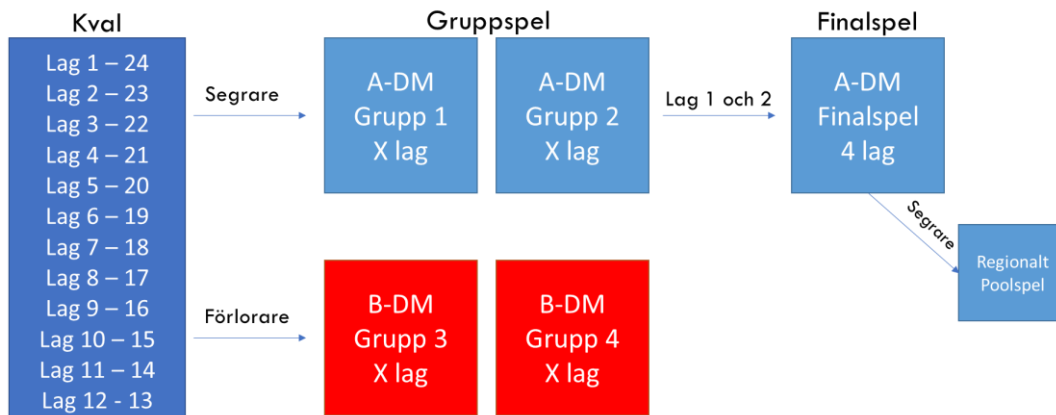 Kval
Lag 1 – 24
Lag 2 – 23
Lag 3 – 22
Lag 4 – 21
Lag 5 – 20
Lag 6 – 19
Lag 7 – 18
Lag 8 – 17
Lag 9 – 16
Lag 10 – 15
Lag 11 – 14
Lag 12 - 13
Segrare
Förlorare
Gruppspel
A-DM
Grupp 1
X lag
A-DM
Grupp 2
X lag
B-DM
Grupp 3
X lag
B-DM
Grupp 4
X lag
Lag 1 och 2
Finalspel
A-DM
Finalspel
4 lag
Segrare
Regionalt
Poolspel